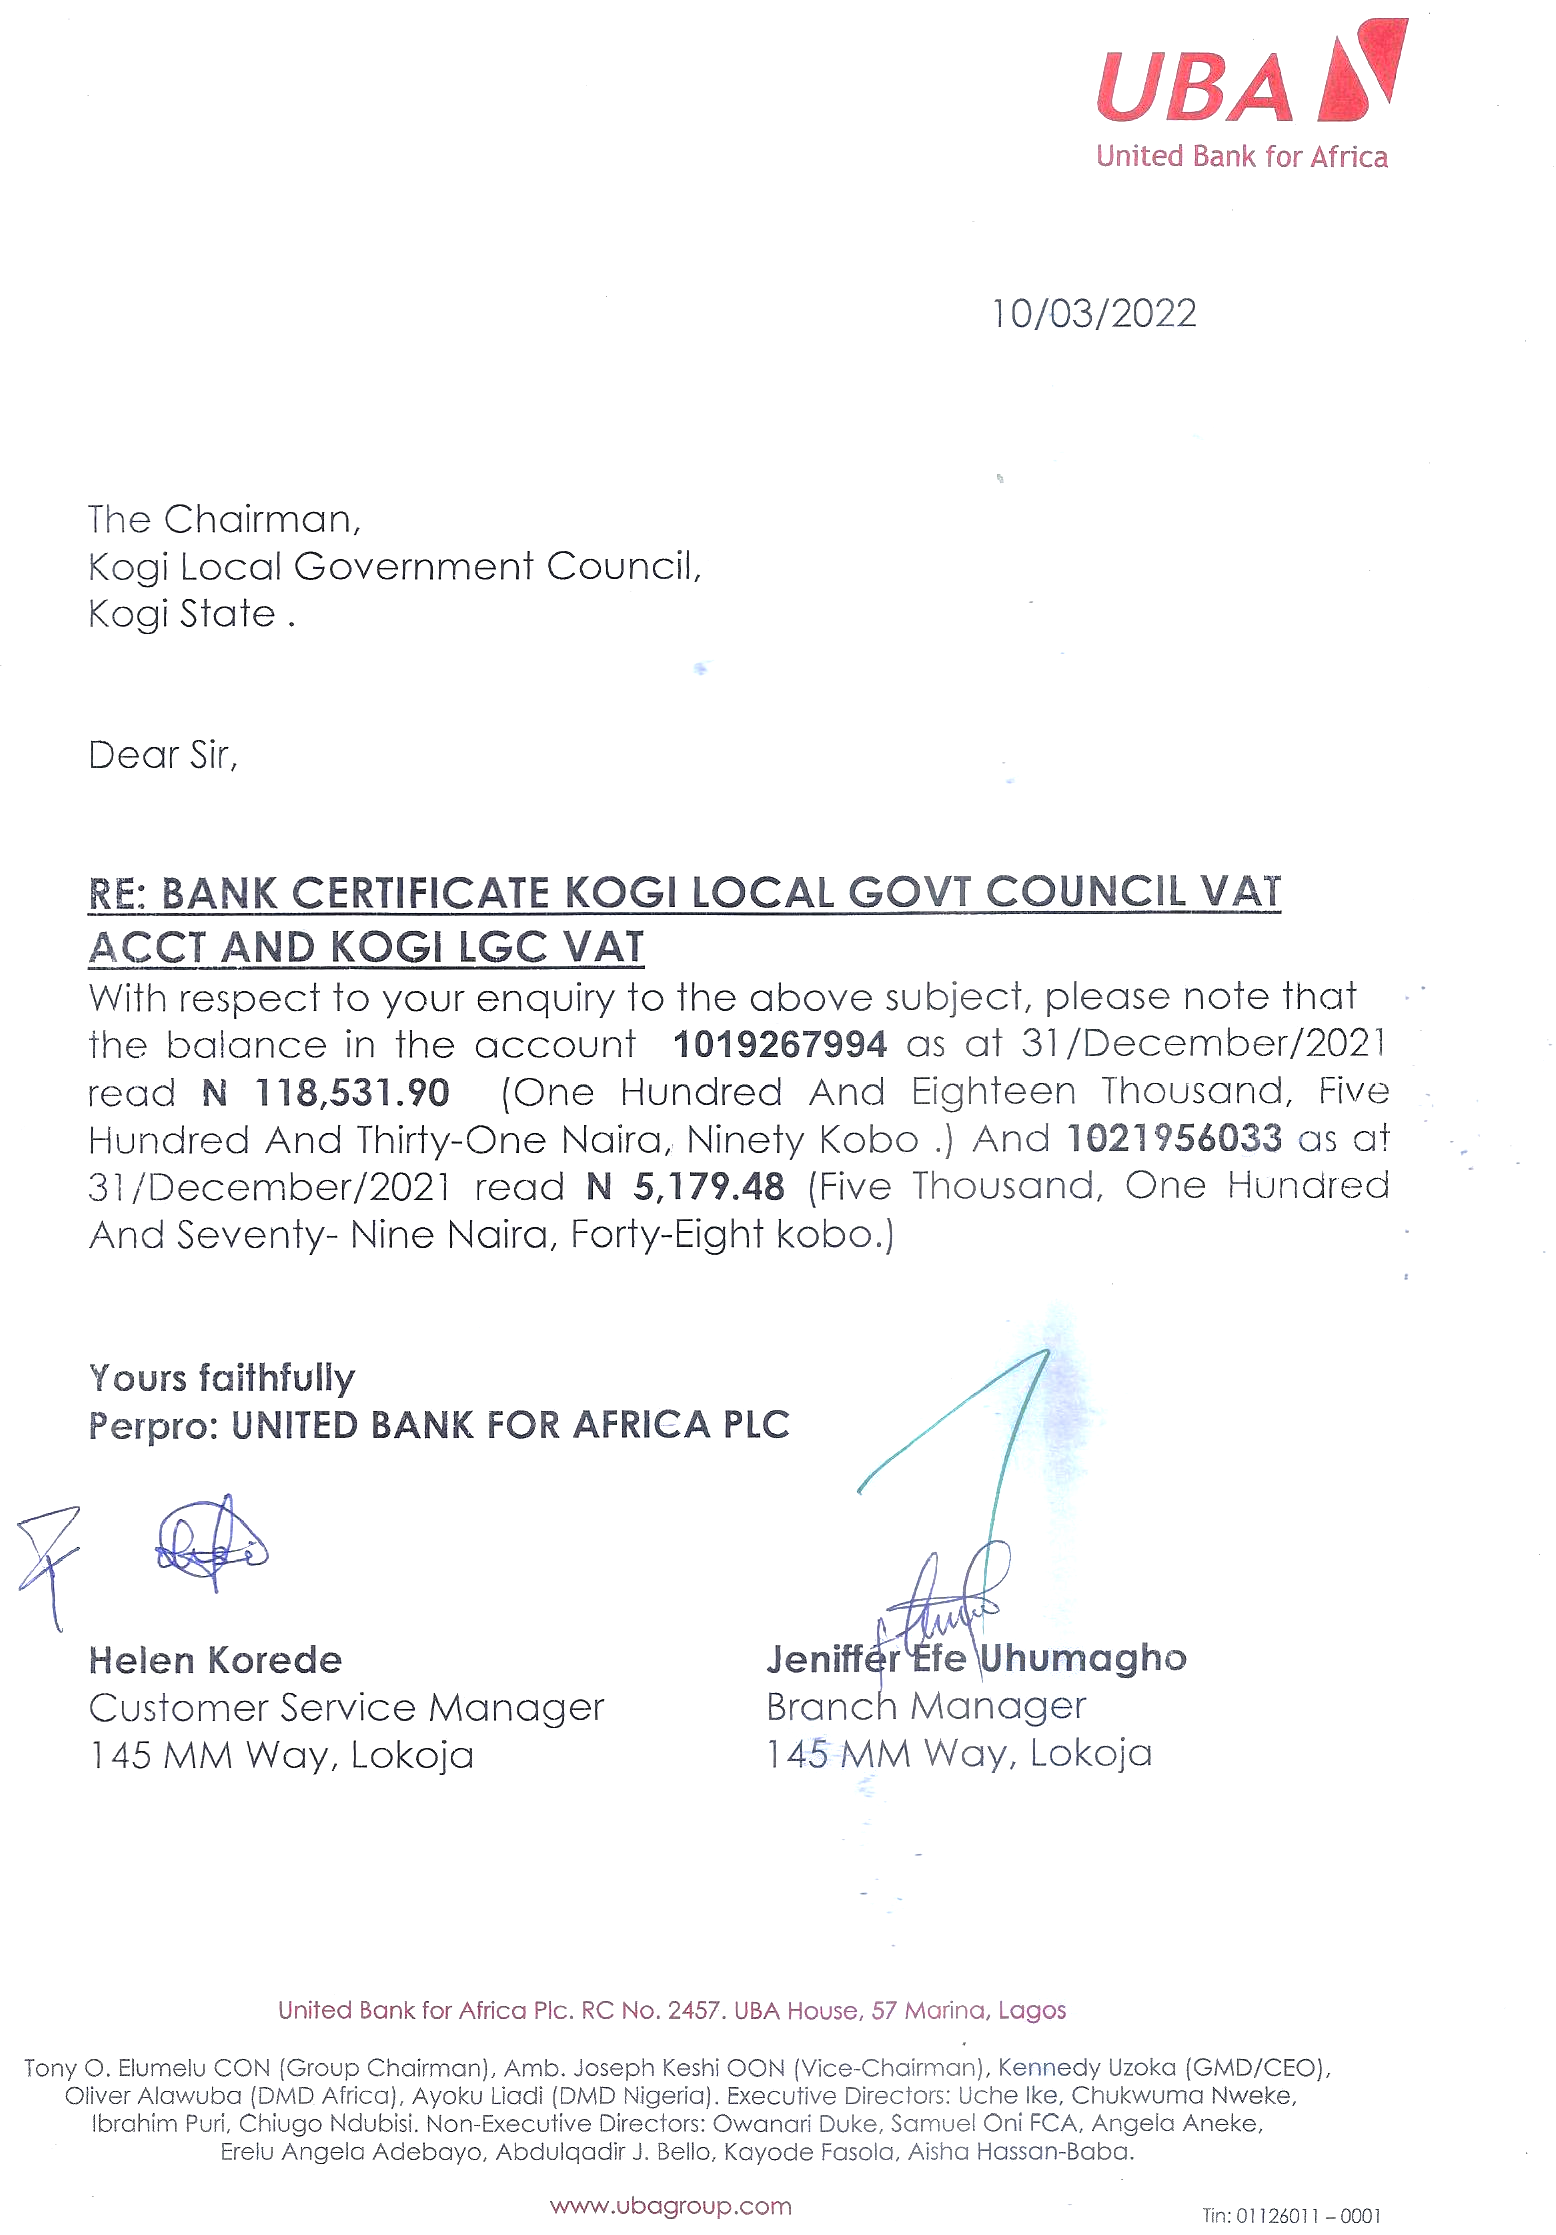 UBA
United Bank for Africa
10/03/2022
The Chairman,
Kogi Local Government Council,
Kogi State .
Dear Sir,
RE: BANK CERTIFICATE KOGI LOCAL GOVT COUNCIL VAT
ACCT AND KOGI LGC VAT
With respect to your enquiry to the above subject, please note that
the balance in the account 1019267994 as at 31/December/2021
read N 118,531.90 (One Hundred And Eighteen Thousand, Five
Hundred And Thirty-One Naira, Ninety Kobo .) And 1021956033 as at
31/December/2021 read N 5,179.48 (Five Thousand, One Hundred
And Seventy- Nine Naira, Forty-Eight kobo.)
Yours faithfully
Perpro: UNITED BANK FOR AFRICA PLC
Helen Korede
Customer Service Manager
145 MM Way, Lokoja
Jeniffer Efe Uhumagho
Branch Manager
145 MM Way, Lokoja
United Bank for Africa Plc. RC No. 2457. UBA House, 57 Marina, Lagos
Tony O. Elumelu CON (Group Chairman), Amb. Joseph Keshi OON (Vice-Chairman), Kennedy Uzoka (GMD/CEO),
Oliver Alawuba (DMD Africa), Ayoku Liadi (DMD Nigeria). Executive Directors: Uche Ike, Chukwuma Nweke,
Ibrahim Puri, Chiugo Ndubisi. Non-Executive Directors: Owanari Duke, Samuel Oni FCA, Angela Aneke,
Erelu Angela Adebayo, Abdulqadir J. Bello, Kayode Fasola, Aisha Hassan-Baba.
www.ubagroup.com
Tin: 01126011 – 0001